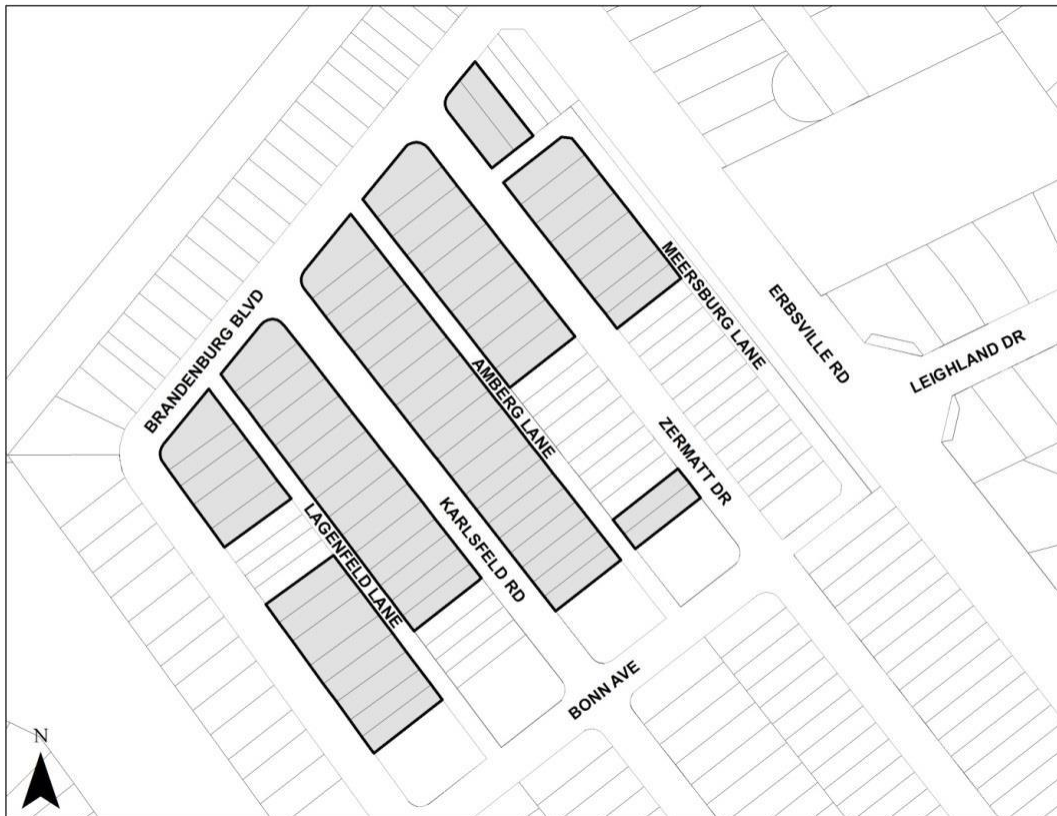 MEERSBURG LANE
ERBSVILLE RD
BRANDENBURG BLVD
LEIGHLAND DR
AMBERG LANE
ZERMATT DR
KARLSFELD RD
LAGENFELD LANE
BONN AVE
N